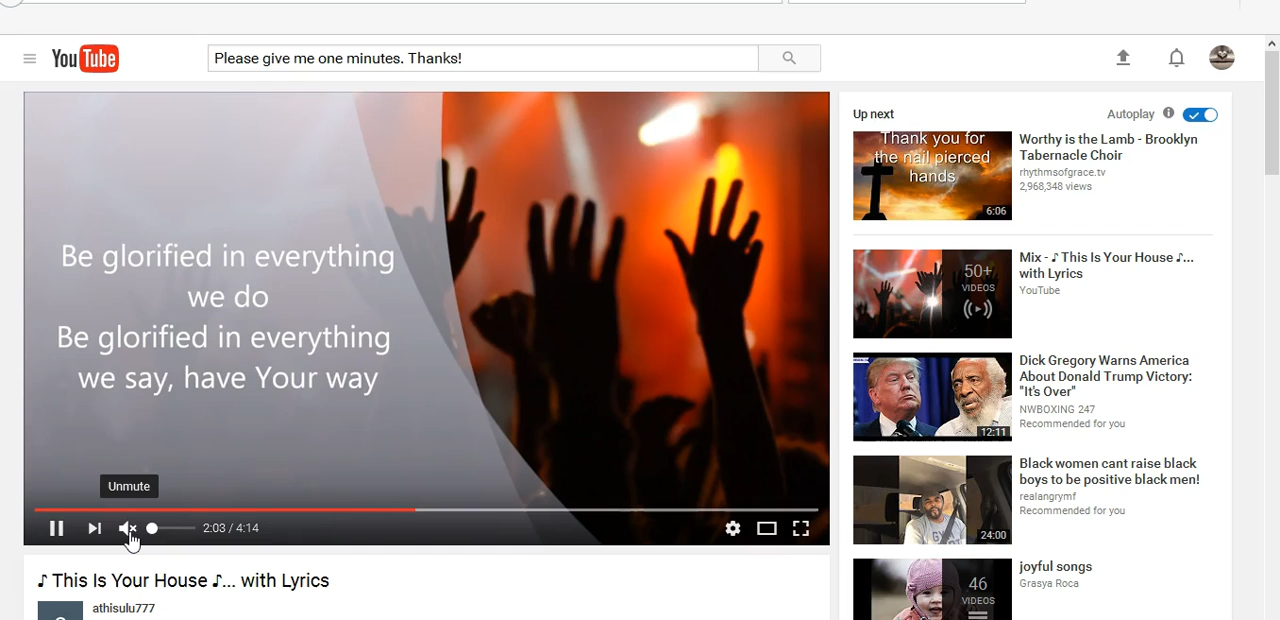 YouTube
Please give me one minutes. Thanks!
Be glorified in everything
we do
Be glorified in everything
we say, have Your way
Unmute
2:03 / 4:14
♪ This Is Your House ♪... with Lyrics
athisulu777
Up next
Autoplay
Thank you for
the nail pierced
hands
6:06
Worthy is the Lamb - Brooklyn
Tabernacle Choir
rhythmsofgrace.tv
2,968,348 views
50+
VIDEOS
Mix - ♪ This Is Your House ♪...
with Lyrics
YouTube
12:11
Dick Gregory Warns America
About Donald Trump Victory:
"It's Over"
NWBOXING 247
Recommended for you
24:00
Black women cant raise black
boys to be positive black men!
realangrymf
Recommended for you
46
VIDEOS
joyful songs
Grasya Roca